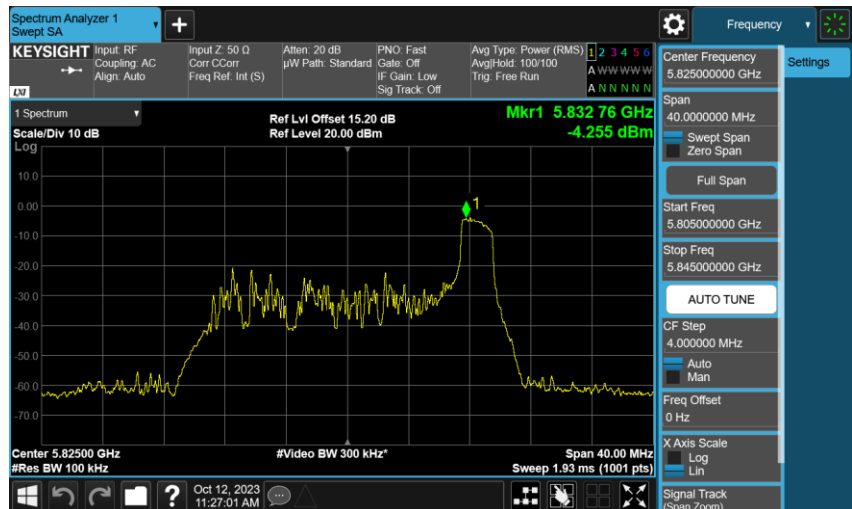 Spectrum Analyzer 1
Swept SA
+
Frequency
KEYSIGHT
Input: RF
Coupling: AC
Align: Auto
Input Z: 50 Ω
Corr CCorr
Freq Ref: Int (S)
Atten: 20 dB
µW Path: Standard
PNO: Fast
Gate: Off
IF Gain: Low
Sig Track: Off
Avg Type: Power (RMS)
Avg|Hold: 100/100
Trig: Free Run
1 2 3 4 5 6
A W W W W W
A N N N N N
LXI
1 Spectrum
Scale/Div 10 dB
Ref Lvl Offset 15.20 dB
Ref Level 20.00 dBm
Mkr1 5.832 76 GHz
-4.255 dBm
Log
10.0
0.00
-10.0
-20.0
-30.0
-40.0
-50.0
-60.0
-70.0
1
Center 5.82500 GHz
#Res BW 100 kHz
#Video BW 300 kHz*
Span 40.00 MHz
Sweep 1.93 ms (1001 pts)
?
Oct 12, 2023
11:27:01 AM
Center Frequency
5.825000000 GHz
Settings
Span
40.0000000 MHz
Swept Span
Zero Span
Full Span
Start Freq
5.805000000 GHz
Stop Freq
5.845000000 GHz
AUTO TUNE
CF Step
4.000000 MHz
Auto
Man
Freq Offset
0 Hz
X Axis Scale
Log
Lin
Signal Track
(Span Zoom)